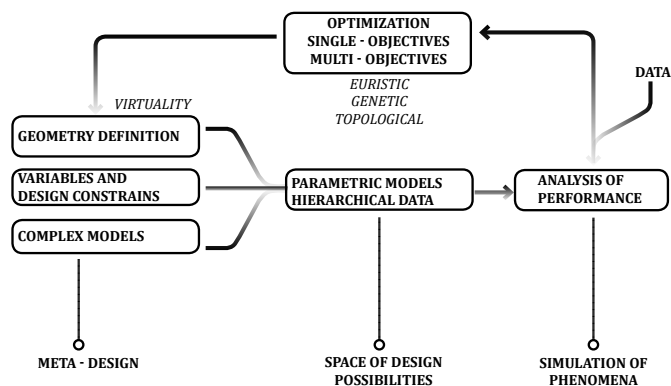 OPTIMIZATION
SINGLE - OBJECTIVES
MULTI - OBJECTIVES
EURISTIC
GENETIC
TOPOLOGICAL
DATA
VIRTUALITY
GEOMETRY DEFINITION
VARIABLES AND
DESIGN CONSTRAINS
COMPLEX MODELS
PARAMETRIC MODELS
HIERARCHICAL DATA
ANALYSIS OF
PERFORMANCE
META - DESIGN
SPACE OF DESIGN
POSSIBILITIES
SIMULATION OF
PHENOMENA